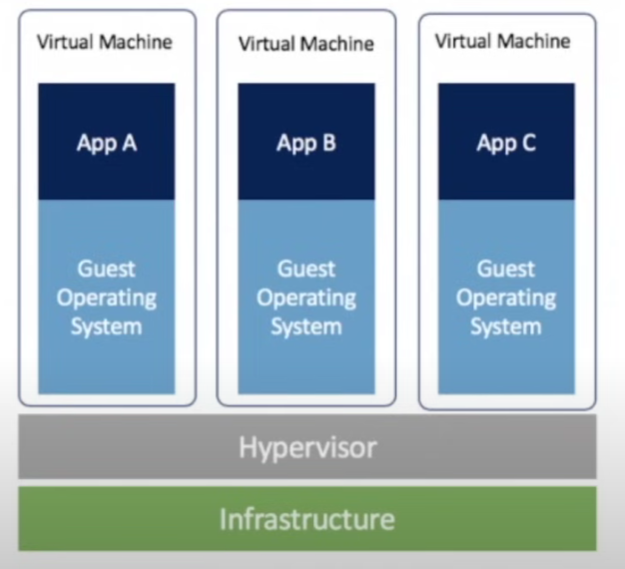 Virtual Machine
Virtual Machine
Virtual Machine
App A
App B
App C
Guest
Operating
System
Guest
Operating
System
Guest
Operating
System
Hypervisor
Infrastructure